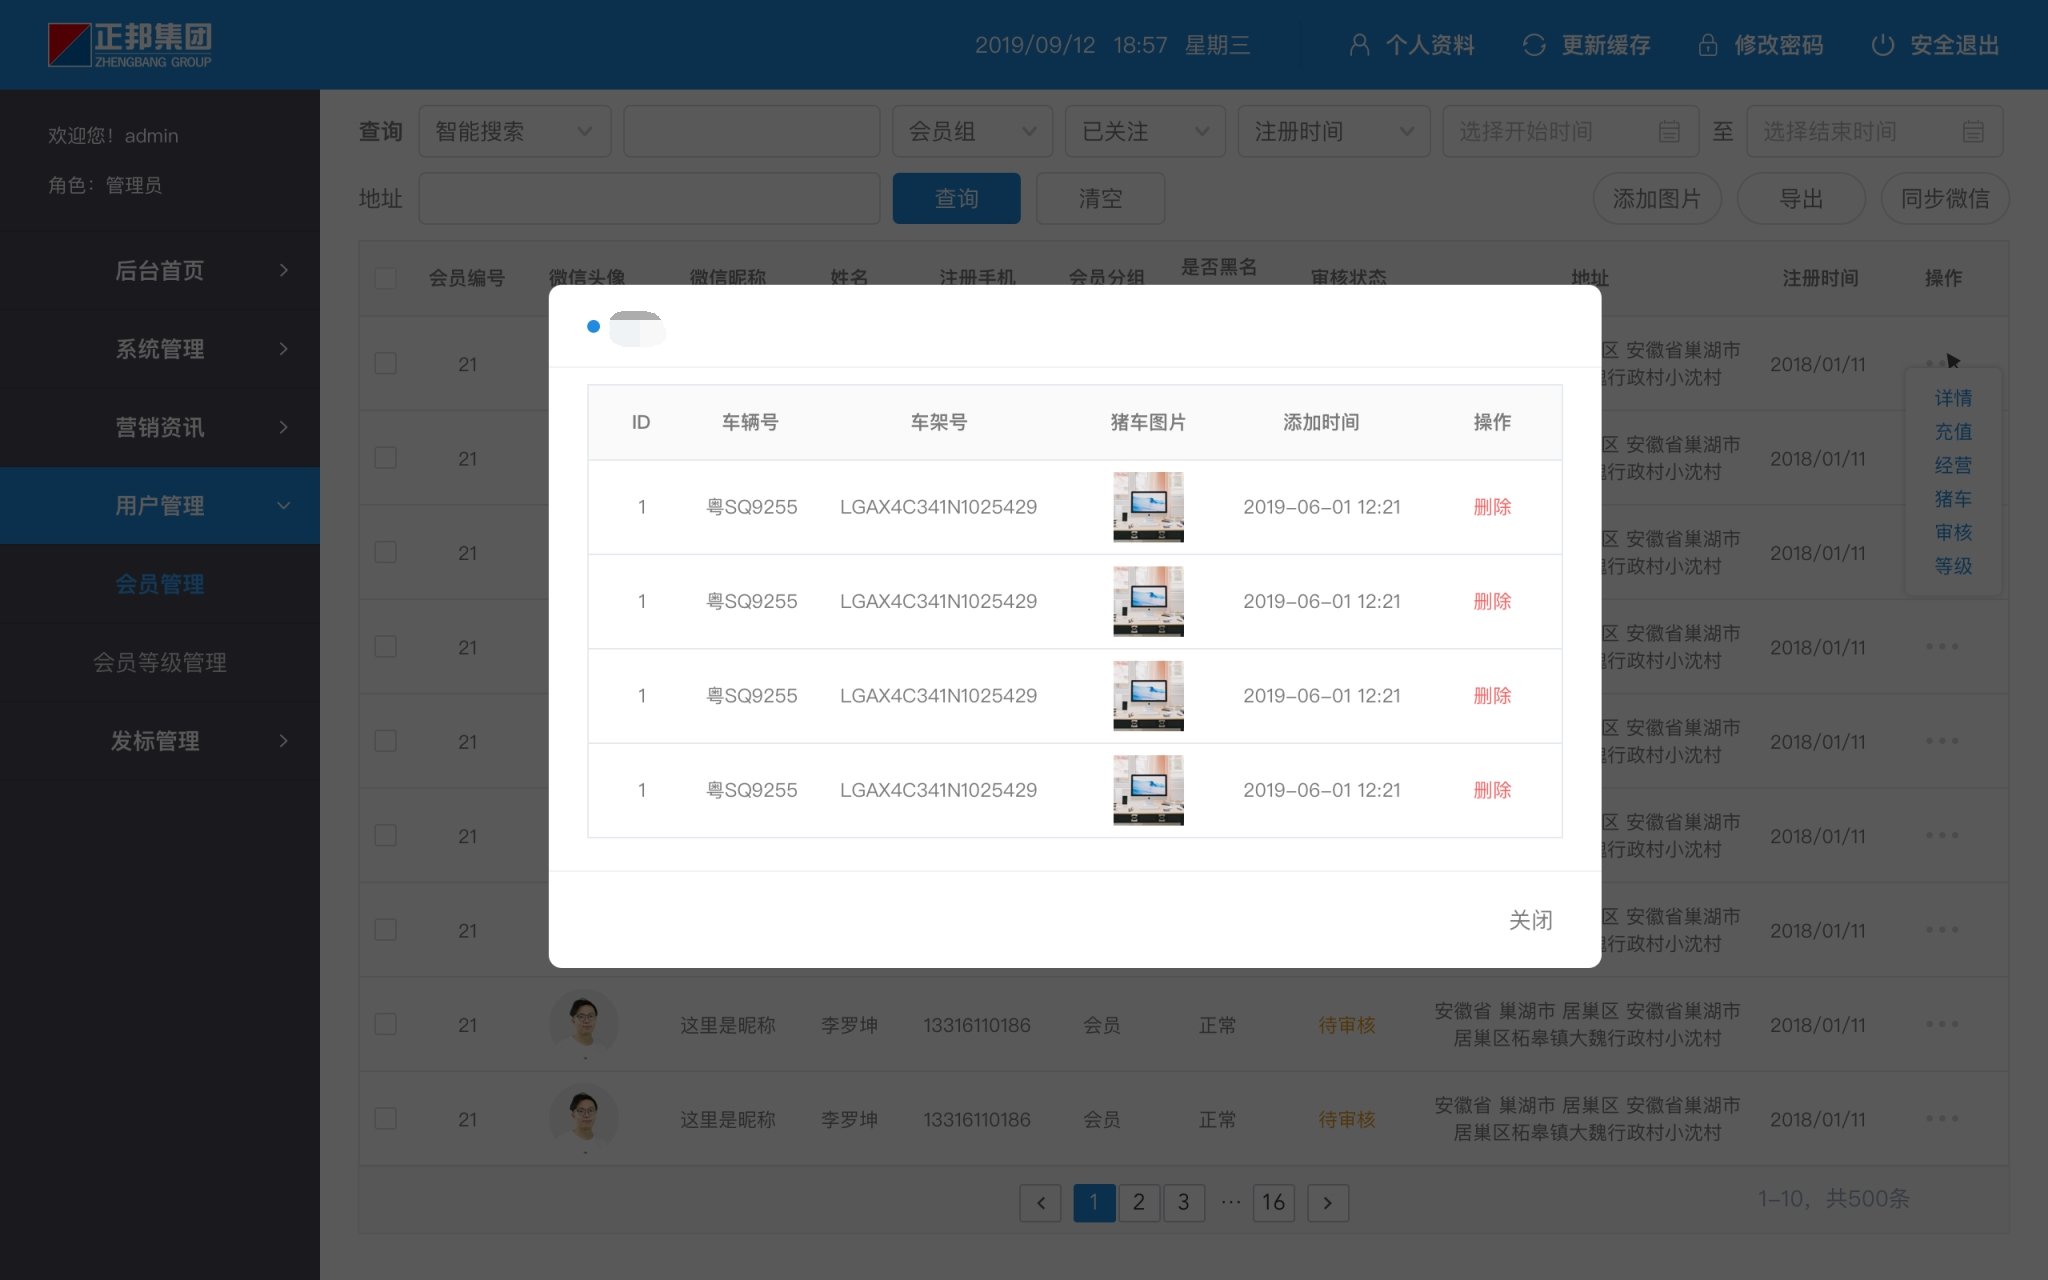 正邦集团
ZHENGBANG GROUP
2019/09/12 18:57 星期三
个人资料
更新缓存
修改密码
安全退出
欢迎您！admin
角色：管理员
后台首页
系统管理
营销资讯
用户管理
会员管理
会员等级管理
发标管理
查询 智能搜索 会员组 已关注 注册时间 选择开始时间 至 选择结束时间
地址 查询 清空 添加图片 导出 同步微信
会员编号 微信头像 微信昵称 姓名 注册手机 会员分组 是否黑名 审核状态 地址 注册时间 操作
21 区 安徽省巢湖市 2018/01/11
行政村小沈村
21 区 安徽省巢湖市 2018/01/11
行政村小沈村
21 区 安徽省巢湖市 2018/01/11
行政村小沈村
21 区 安徽省巢湖市 2018/01/11 ···
行政村小沈村
21 区 安徽省巢湖市 2018/01/11 ···
行政村小沈村
21 区 安徽省巢湖市 2018/01/11 ···
行政村小沈村
21 区 安徽省巢湖市 2018/01/11 ···
行政村小沈村
详情
充值
经营
猪车
审核
等级
ID 车辆号 车架号 猪车图片 添加时间 操作
1 粤SQ9255 LGAX4C341N1025429 2019-06-01 12:21 删除
1 粤SQ9255 LGAX4C341N1025429 2019-06-01 12:21 删除
1 粤SQ9255 LGAX4C341N1025429 2019-06-01 12:21 删除
1 粤SQ9255 LGAX4C341N1025429 2019-06-01 12:21 删除
关闭
21 这里是昵称 李罗坤 13316110186 会员 正常 待审核 安徽省 巢湖市 居巢区 安徽省巢湖市 2018/01/11 ···
居巢区柘皋镇大魏行政村小沈村
21 这里是昵称 李罗坤 13316110186 会员 正常 待审核 安徽省 巢湖市 居巢区 安徽省巢湖市 2018/01/11 ···
居巢区柘皋镇大魏行政村小沈村
1 2 3 ··· 16
1-10，共500条